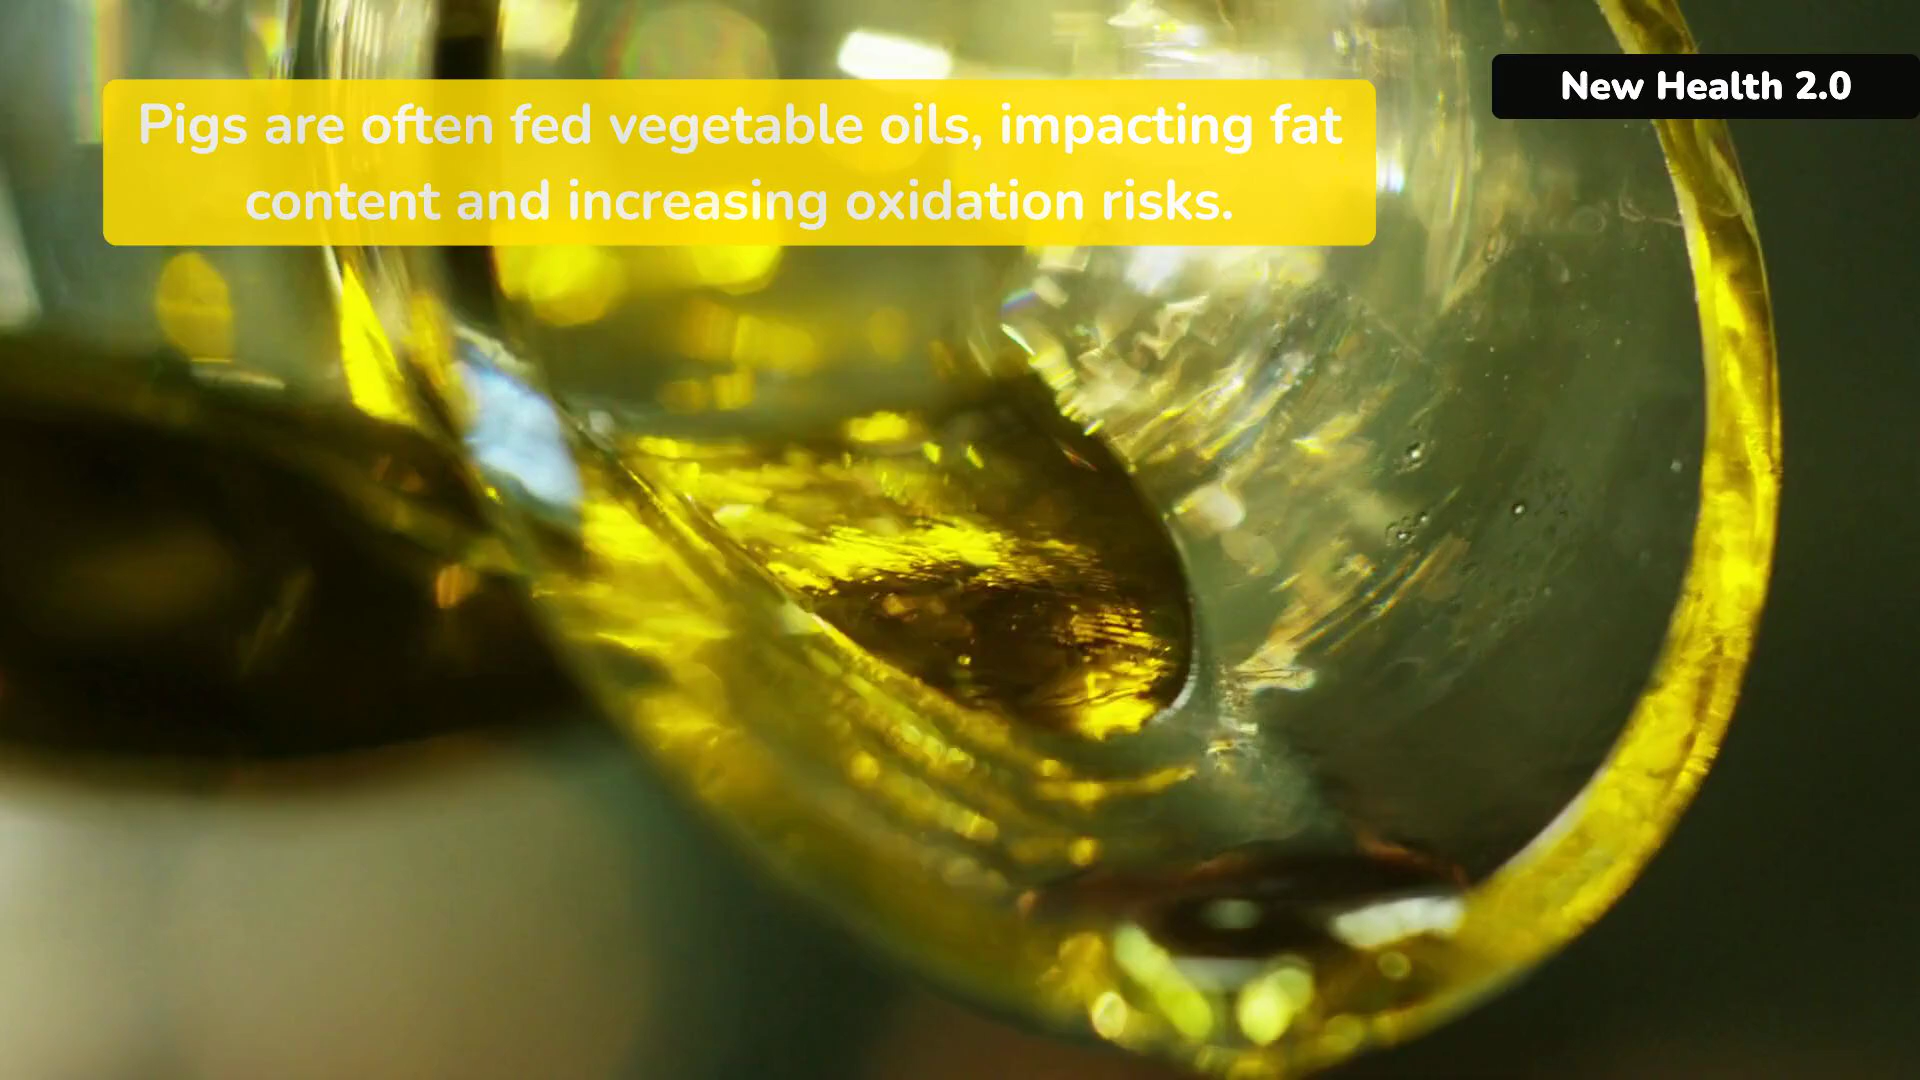 Pigs are often fed vegetable oils, impacting fat
content and increasing oxidation risks.
New Health 2.0